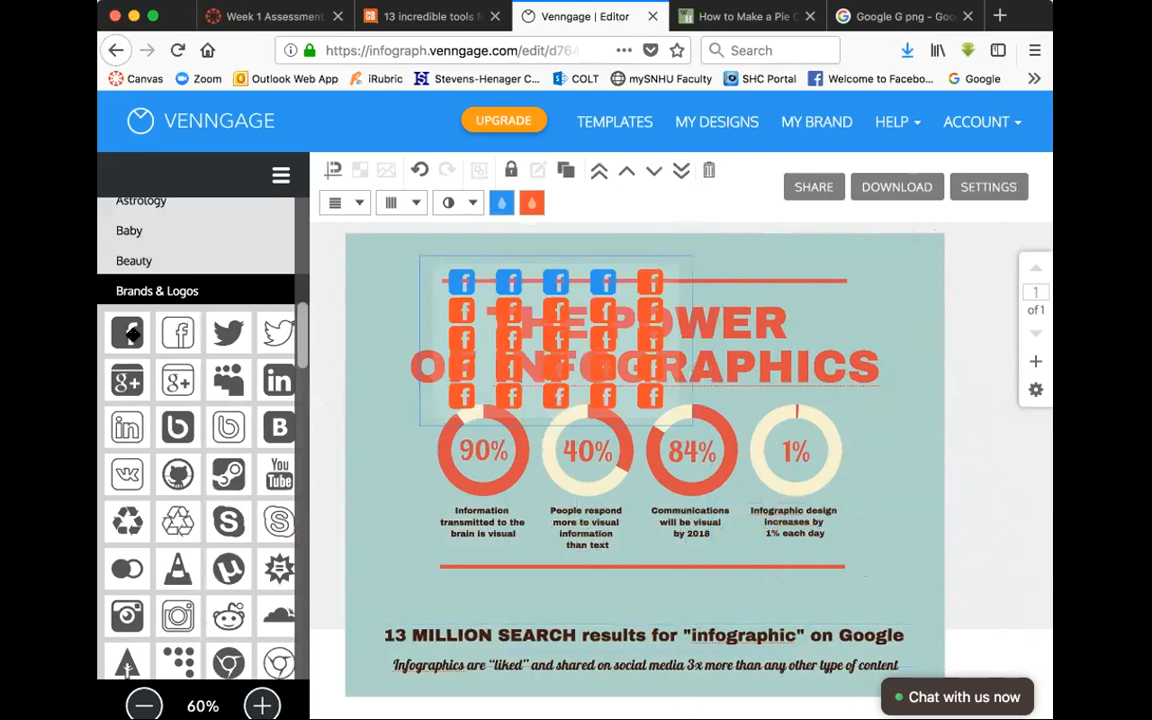 Week 1 Assessment
13 incredible tools f
Venngage | Editor
How to Make a Pie C
Google G png - Goo
https://infograph.venngage.com/edit/d764
Search
Canvas
Zoom
Outlook Web App
iRubric
Stevens-Henager C...
COLT
mySNHU Faculty
SHC Portal
Welcome to Facebo...
Google
VENNGAGE
UPGRADE
TEMPLATES
MY DESIGNS
MY BRAND
HELP
ACCOUNT
SHARE
DOWNLOAD
SETTINGS
Astrology
Baby
Beauty
Brands & Logos
You
Tube
THE POWER
OF INFOGRAPHICS
90%
40%
84%
1%
Information
transmitted to the
brain is visual
People respond
more to visual
information
than text
Communications
will be visual
by 2018
Infographic design
increases by
1% each day
13 MILLION SEARCH results for "infographic" on Google
Infographics are “liked” and shared on social media 3x more than any other type of content
1
of 1
60%
Chat with us now